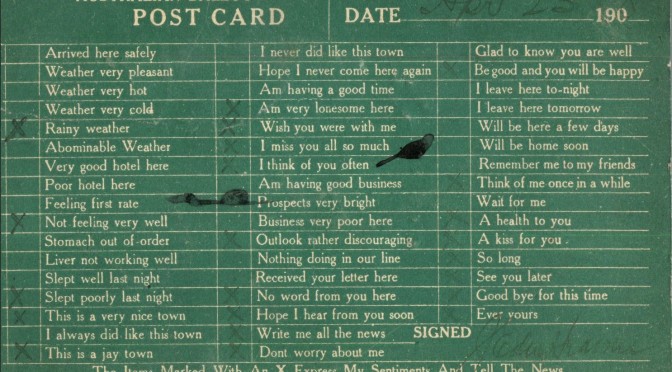 POST CARD DATE Apr 190
Arrived here safely
Weather very pleasant
Weather very hot
Weather very cold
Rainy weather
Abominable Weather
Very good hotel here
Poor hotel here
Feeling first rate
Not feeling very well
Stomach out of order
Liver not working well
Slept well last night
Slept poorly last night
This is a very nice town
I always did like this town
This is a jay town
I never did like this town
Hope I never come here again
Am having a good time
Am very lonesome here
Wish you were with me
I miss you all so much
I think of you often
Am having good business
Prospects very bright
Business very poor here
Outlook rather discouraging
Nothing doing in our line
Received your letter here
No word from you here
Hope I hear from you soon
Write me all the news
Dont worry about me
Glad to know you are well
Be good and you will be happy
I leave here to-night
I leave here tomorrow
Will be here a few days
Will be home soon
Remember me to my friends
Think of me once in a while
Wait for me
A health to you
A kiss for you.
So long
See you later
Good bye for this time
Ever yours
SIGNED
The Items Marked With An X Express My Sentiments And Tell The News